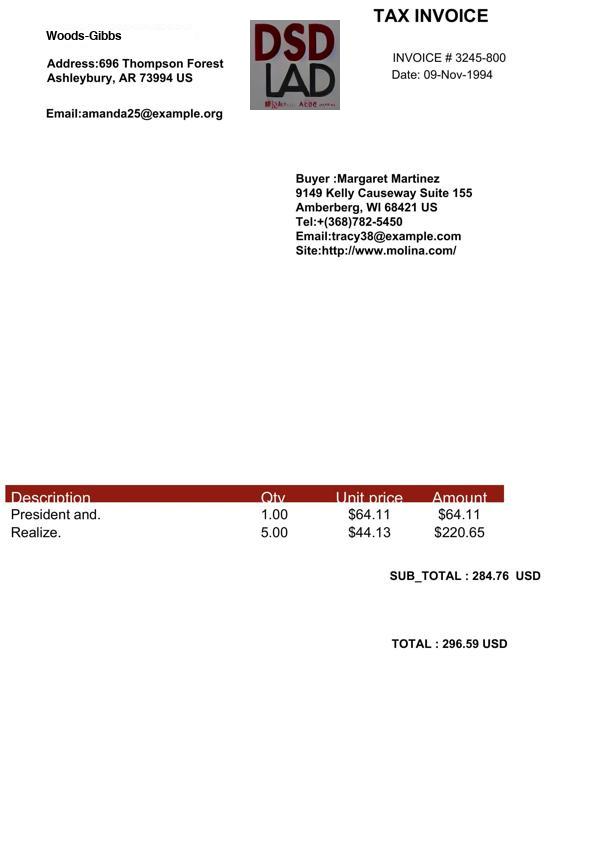 TAX INVOICE
Woods-Gibbs
DSD
LAD
INVOICE # 3245-800
Date: 09-Nov-1994
Address:696 Thompson Forest
Ashleybury, AR 73994 US
Email:amanda25@example.org
Buyer :Margaret Martinez
9149 Kelly Causeway Suite 155
Amberberg, WI 68421 US
Tel:+(368)782-5450
Email:tracy38@example.com
Site:http://www.molina.com/
Description Qty Unit price Amount
President and. 1.00 $64.11 $64.11
Realize. 5.00 $44.13 $220.65
SUB_TOTAL : 284.76 USD
TOTAL : 296.59 USD